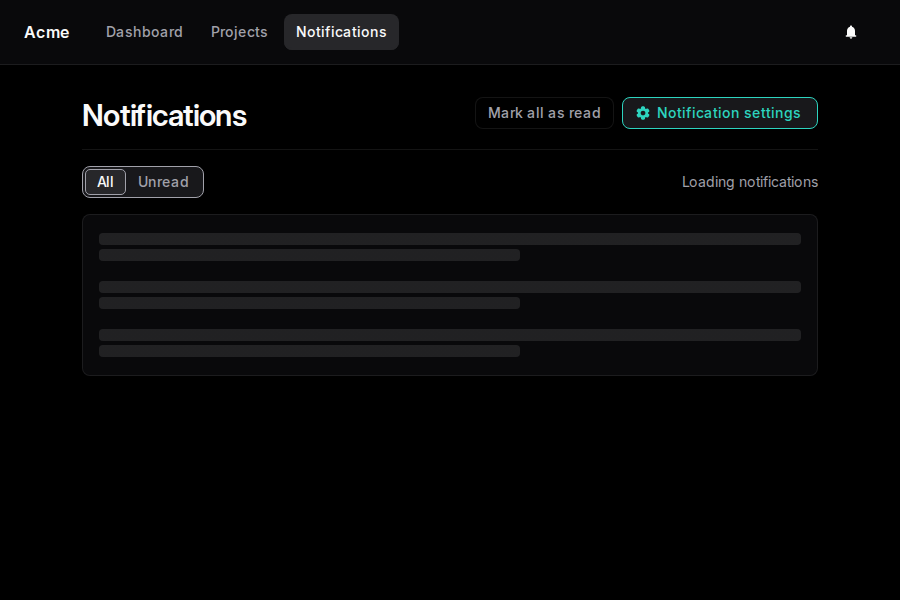 Acme Dashboard Projects Notifications
Notifications
Mark all as read Notification settings
All Unread Loading notifications